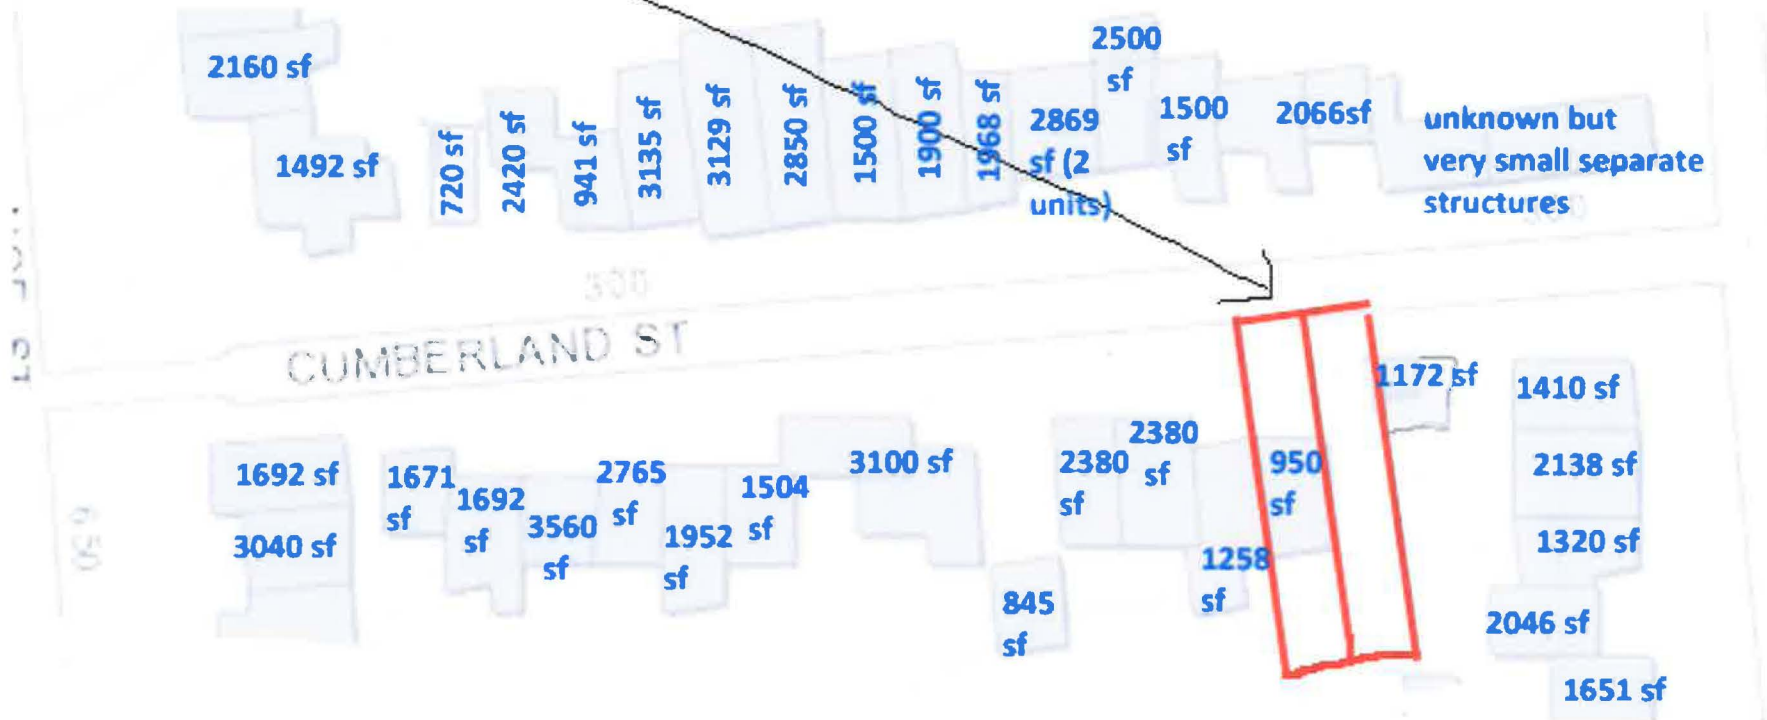 2500
sf
2160 sf
2869
sf (2
units)
1500
sf
2066sf
unknown but
very small separate
structures
1492 sf
720 sf
2420 sf
941 sf
3135 sf
3129 sf
2850 sf
1500 sf
1900 sf
1968 sf
300
300
CUMBERLAND ST
1172 sf
1410 sf
1692 sf
1671
sf
1692
sf
3560
sf
2765
sf
1952
sf
1504
sf
3100 sf
2380
sf
2380
sf
950
sf
2138 sf
3040 sf
1258
sf
1320 sf
845
sf
2046 sf
1651 sf
650